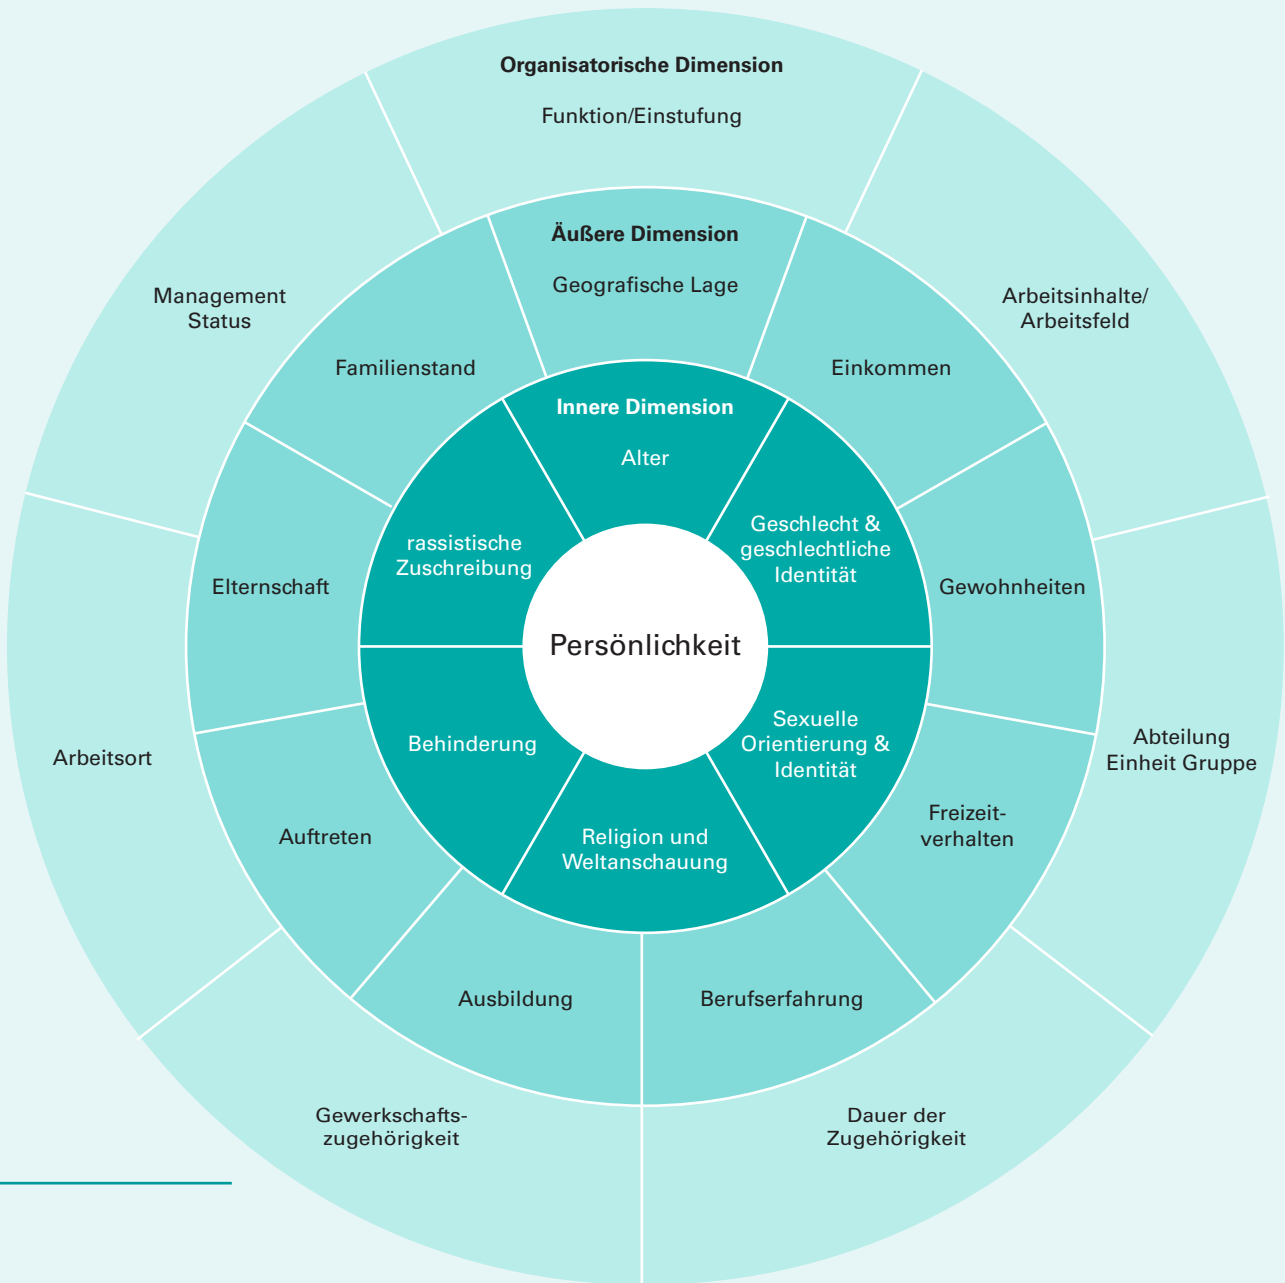 Organisatorische Dimension
Funktion/Einstufung
Arbeitsinhalte/
Arbeitsfeld
Abteilung
Einheit Gruppe
Dauer der
Zugehörigkeit
Gewerkschafts-
zugehörigkeit
Arbeitsort
Management
Status
Äußere Dimension
Geografische Lage
Einkommen
Gewohnheiten
Freizeit-
verhalten
Berufserfahrung
Ausbildung
Auftreten
Elternschaft
Familienstand
Innere Dimension
Alter
Geschlecht &
geschlechtliche
Identität
Sexuelle
Orientierung &
Identität
Religion und
Weltanschauung
Behinderung
rassistische
Zuschreibung
Persönlichkeit